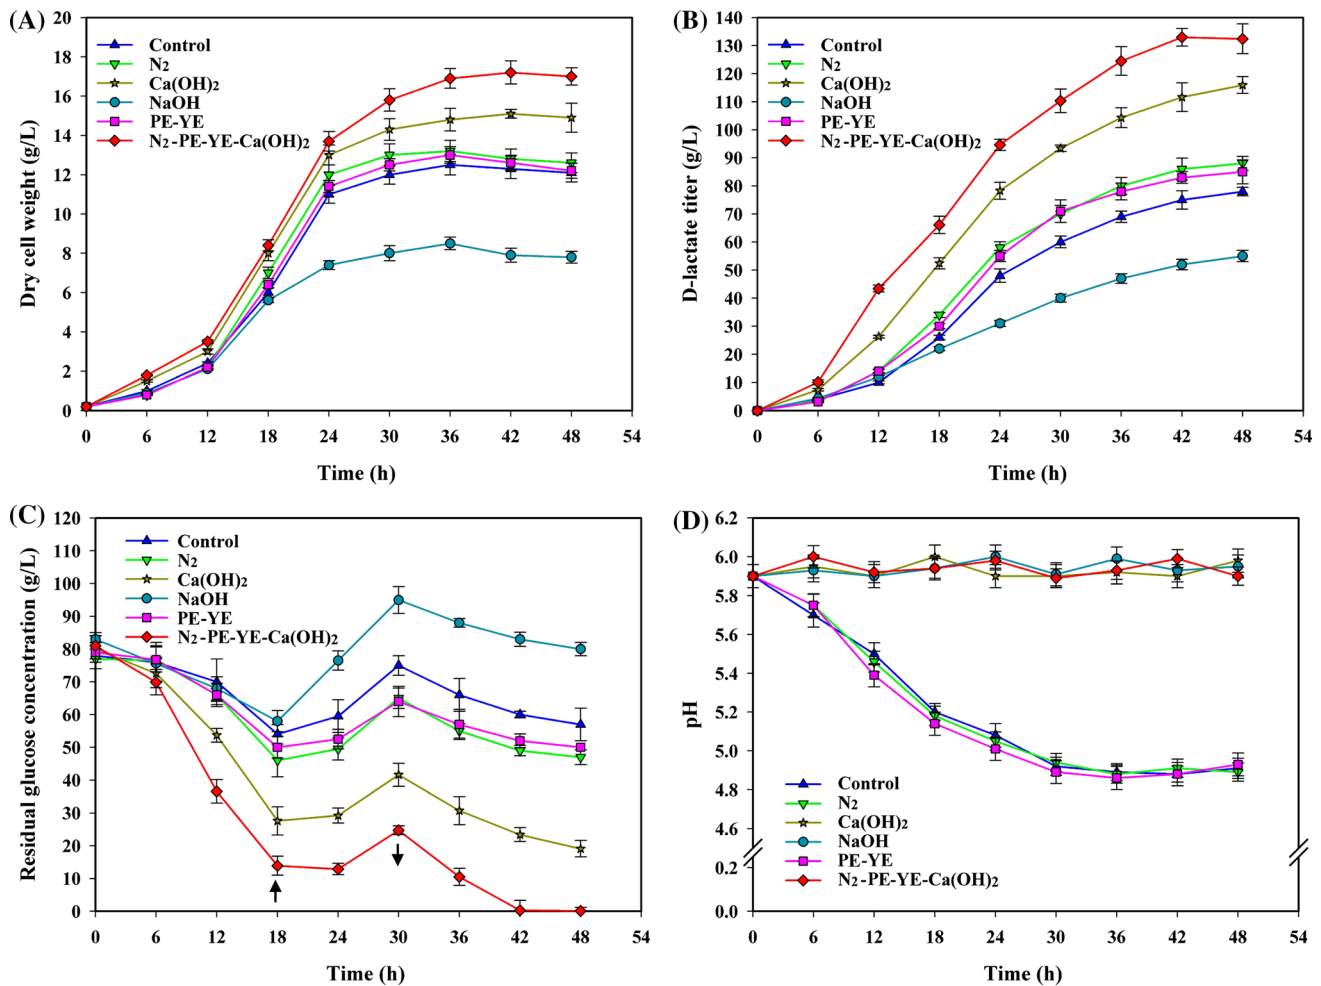 (A)
Dry cell weight (g/L)
20
18
16
14
12
10
8
6
4
2
0
Control
N2
Ca(OH)2
NaOH
PE-YE
N2-PE-YE-Ca(OH)2
0 6 12 18 24 30 36 42 48 54
Time (h)
(B)
D-lactate titer (g/L)
140
130
120
110
100
90
80
70
60
50
40
30
20
10
0
Control
N2
Ca(OH)2
NaOH
PE-YE
N2-PE-YE-Ca(OH)2
0 6 12 18 24 30 36 42 48 54
Time (h)
(C)
Residual glucose concentration (g/L)
120
110
100
90
80
70
60
50
40
30
20
10
0
Control
N2
Ca(OH)2
NaOH
PE-YE
N2-PE-YE-Ca(OH)2
0 6 12 18 24 30 36 42 48 54
Time (h)
(D)
pH
6.2
6.0
5.8
5.6
5.4
5.2
5.0
4.8
4.6
0.2
0.0
Control
N2
Ca(OH)2
NaOH
PE-YE
N2-PE-YE-Ca(OH)2
0 6 12 18 24 30 36 42 48 54
Time (h)